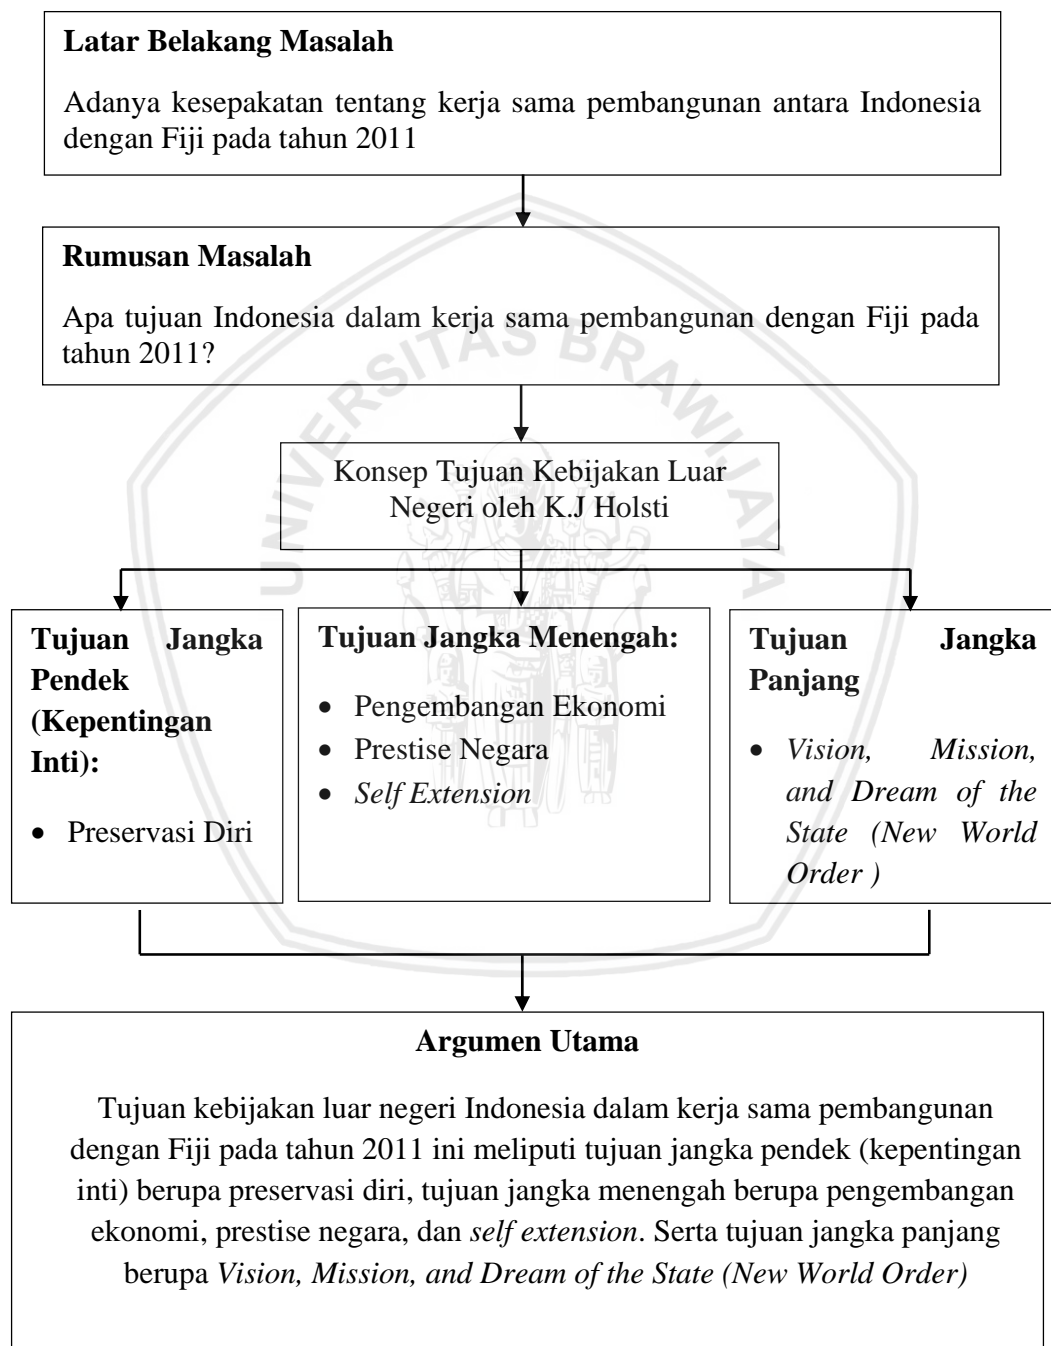 Latar Belakang Masalah
Adanya kesepakatan tentang kerja sama pembangunan antara Indonesia
dengan Fiji pada tahun 2011
Rumusan Masalah
Apa tujuan Indonesia dalam kerja sama pembangunan dengan Fiji pada
tahun 2011?
UNIVERSITAS BRAWIJAYA
Konsep Tujuan Kebijakan Luar
Negeri oleh K.J Holsti
Tujuan Jangka
Pendek
(Kepentingan
Inti):
• Preservasi Diri
Tujuan Jangka Menengah:
• Pengembangan Ekonomi
• Prestise Negara
• Self Extension
Tujuan Jangka
Panjang
• Vision, Mission,
and Dream of the
State (New World
Order )
Argumen Utama
Tujuan kebijakan luar negeri Indonesia dalam kerja sama pembangunan
dengan Fiji pada tahun 2011 ini meliputi tujuan jangka pendek (kepentingan
inti) berupa preservasi diri, tujuan jangka menengah berupa pengembangan
ekonomi, prestise negara, dan self extension. Serta tujuan jangka panjang
berupa Vision, Mission, and Dream of the State (New World Order)